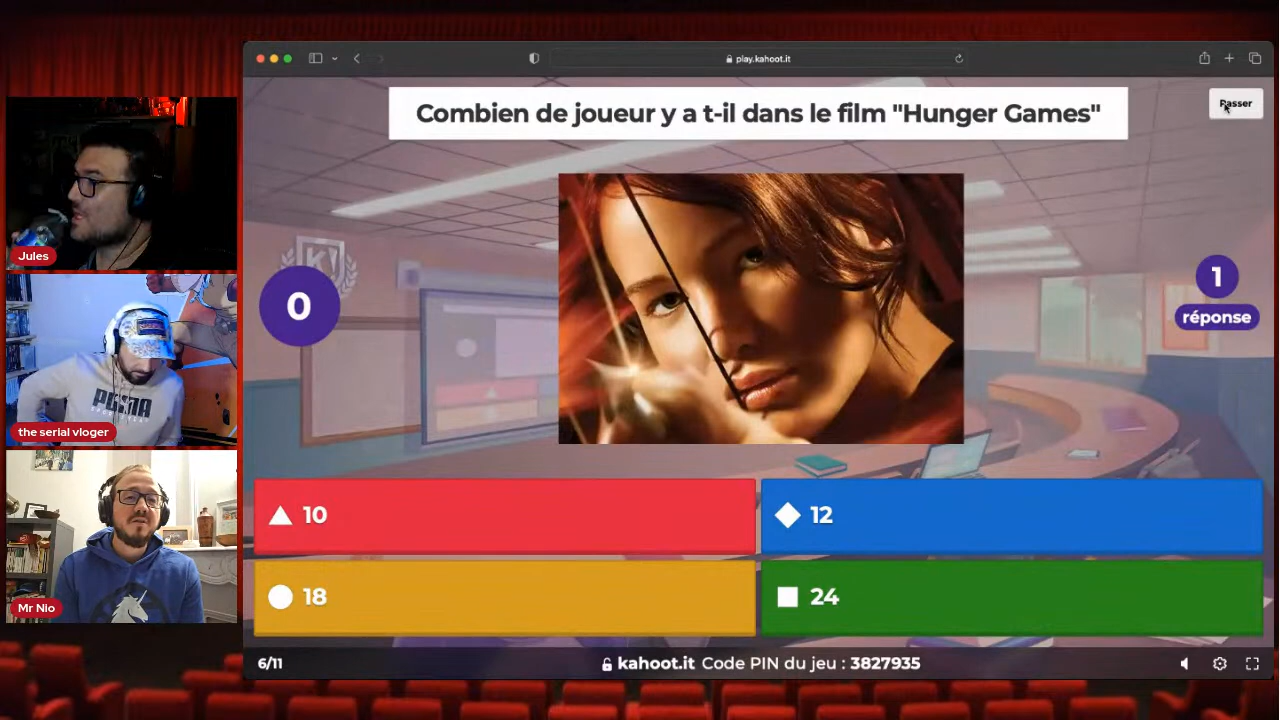 play.kahoot.it
Combien de joueur y a t-il dans le film "Hunger Games"
Passer
Jules
0
1
réponse
PUMA
the serial vloger
10
12
18
24
Mr Nio
6/11
kahoot.it Code PIN du jeu : 3827935